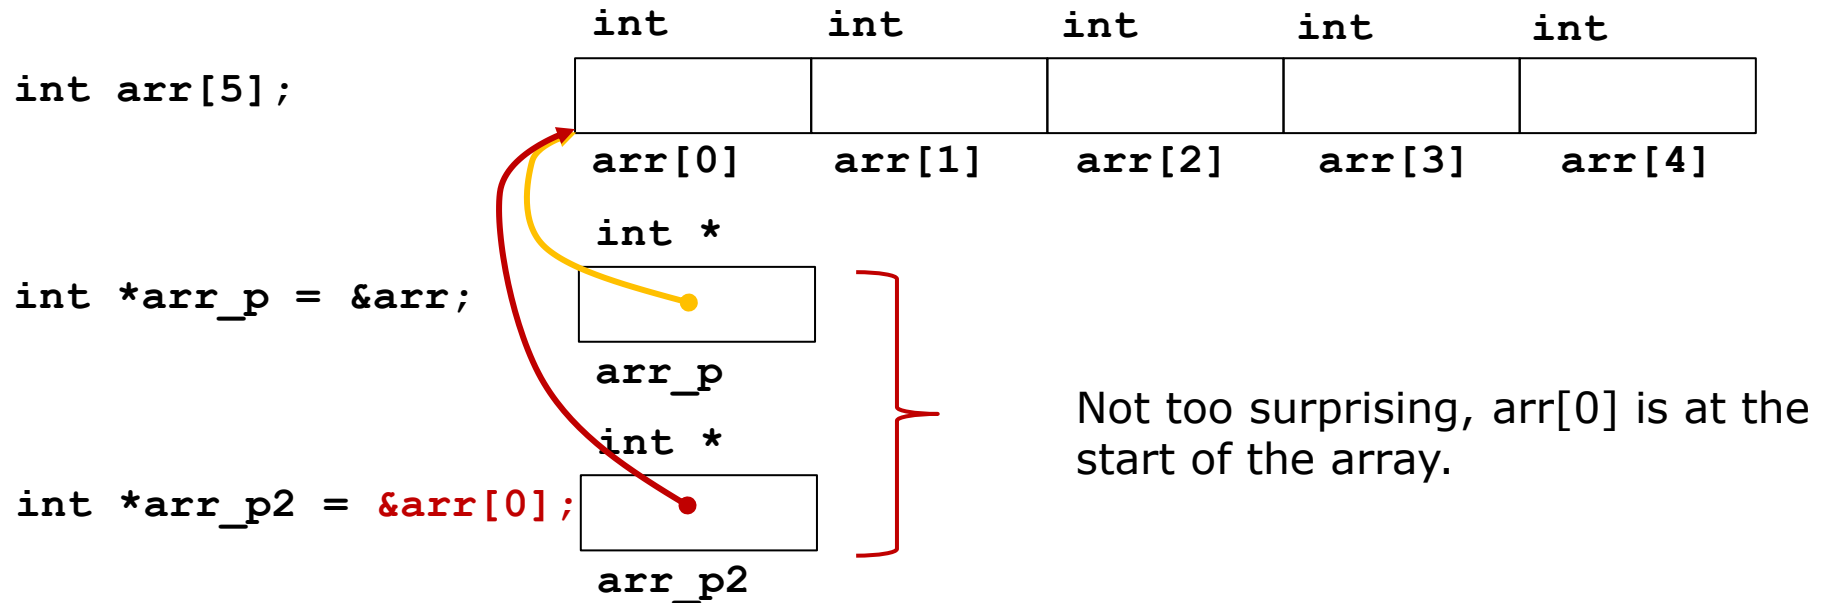 int int int int int
int arr[5];
arr[0] arr[1] arr[2] arr[3] arr[4]
int *
int *arr_p = &arr;
arr_p
int *
int *arr_p2 = &arr[0];
arr_p2
Not too surprising, arr[0] is at the
start of the array.